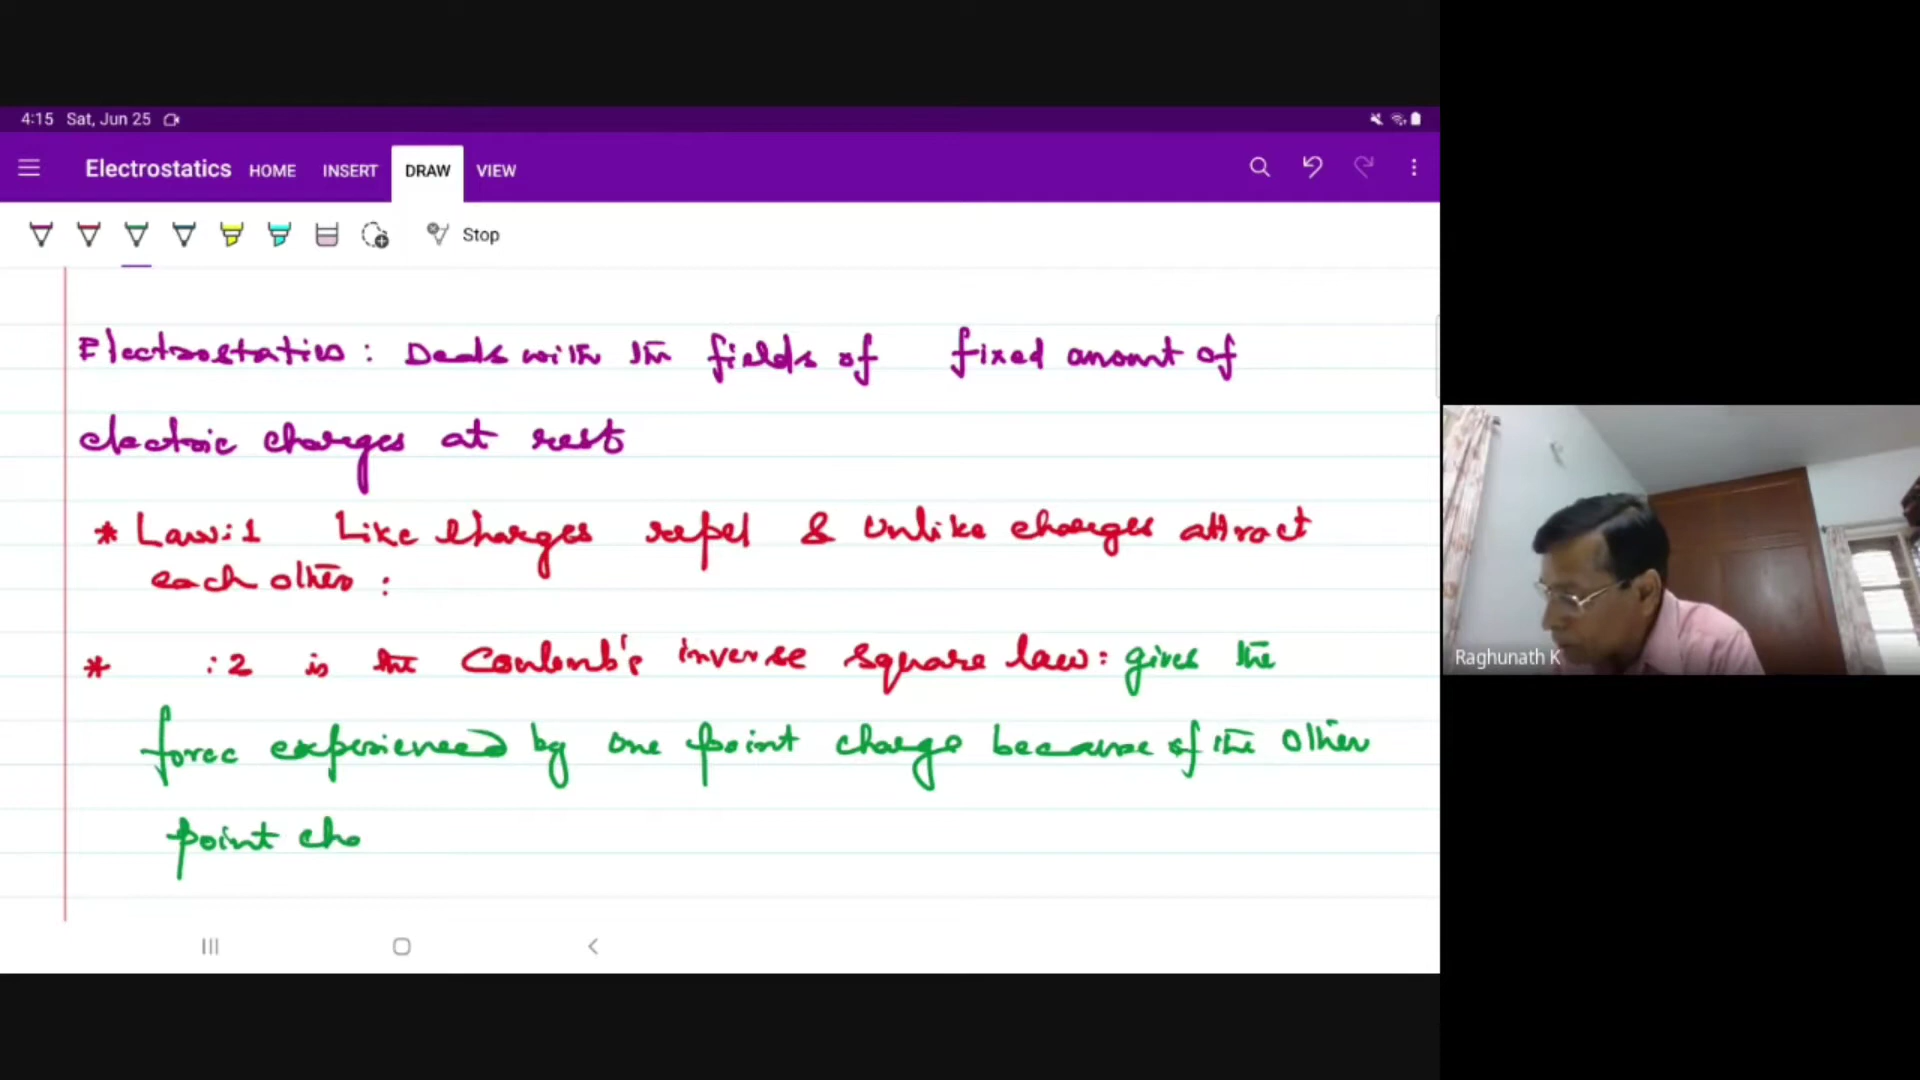 4:15 Sat, Jun 25
Electrostatics HOME INSERT DRAW VIEW
Stop
Electrostatics: Deals with the fields of fixed amount of
electric charges at rest
* Law:1 Like charges repel & Unlike charges attract
each other:
* :2 is the Coulomb's inverse square law: gives the
force experienced by one point charge because of the other
point cha
Raghunath K